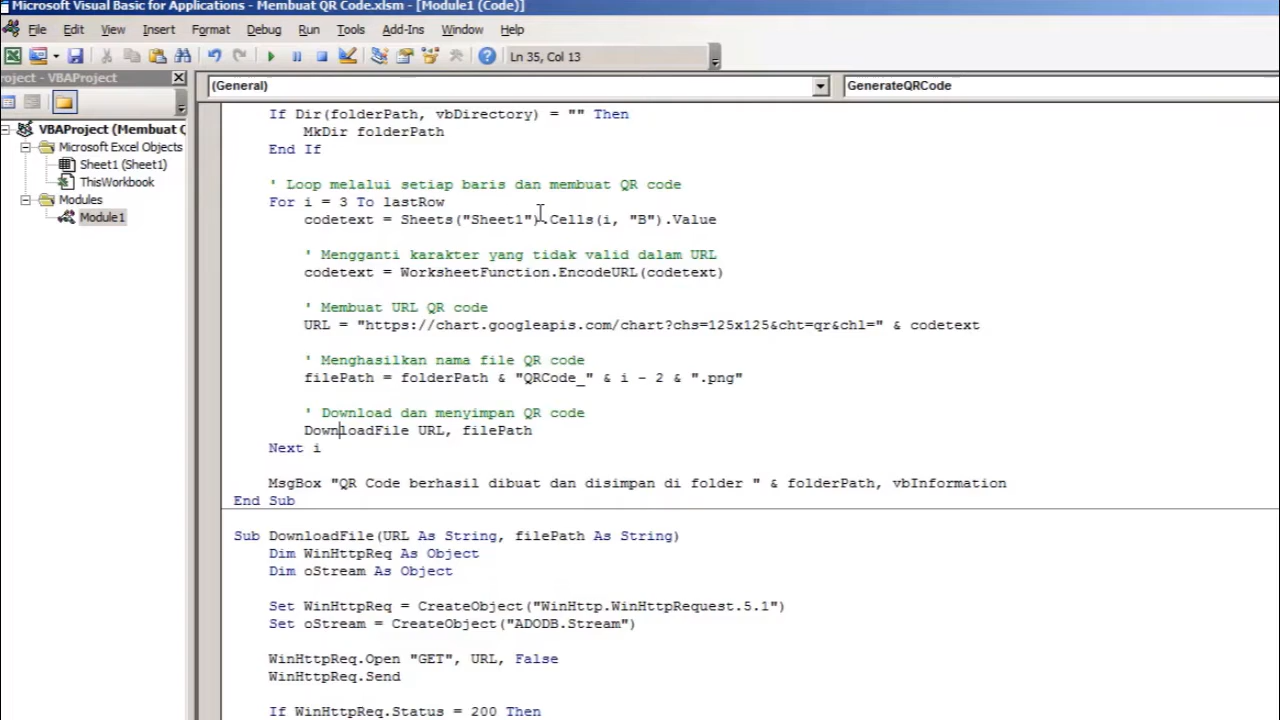 Microsoft Visual Basic for Applications - Membuat QR Code.xlsm - [Module1 (Code)]
File Edit View Insert Format Debug Run Tools Add-Ins Window Help
Ln 35, Col 13
roject - VBAProject
(General)
GenerateQRCode
VBAProject (Membuat Q
Microsoft Excel Objects
Sheet1 (Sheet1)
ThisWorkbook
Modules
Module1
If Dir(folderPath, vbDirectory) = "" Then
MkDir folderPath
End If
' Loop melalui setiap baris dan membuat QR code
For i = 3 To lastRow
codetext = Sheets("Sheet1").Cells(i, "B").Value
' Mengganti karakter yang tidak valid dalam URL
codetext = WorksheetFunction.EncodeURL(codetext)
' Membuat URL QR code
URL = "https://chart.googleapis.com/chart?chs=125x125&cht=qr&chl=" & codetext
' Menghasilkan nama file QR code
filePath = folderPath & "QRCode_" & i - 2 & ".png"
' Download dan menyimpan QR code
DownloadFile URL, filePath
Next i
MsgBox "QR Code berhasil dibuat dan disimpan di folder " & folderPath, vbInformation
End Sub
Sub DownloadFile(URL As String, filePath As String)
Dim WinHttpReq As Object
Dim oStream As Object
Set WinHttpReq = CreateObject("WinHttp.WinHttpRequest.5.1")
Set oStream = CreateObject("ADODB.Stream")
WinHttpReq.Open "GET", URL, False
WinHttpReq.Send
If WinHttpReq.Status = 200 Then